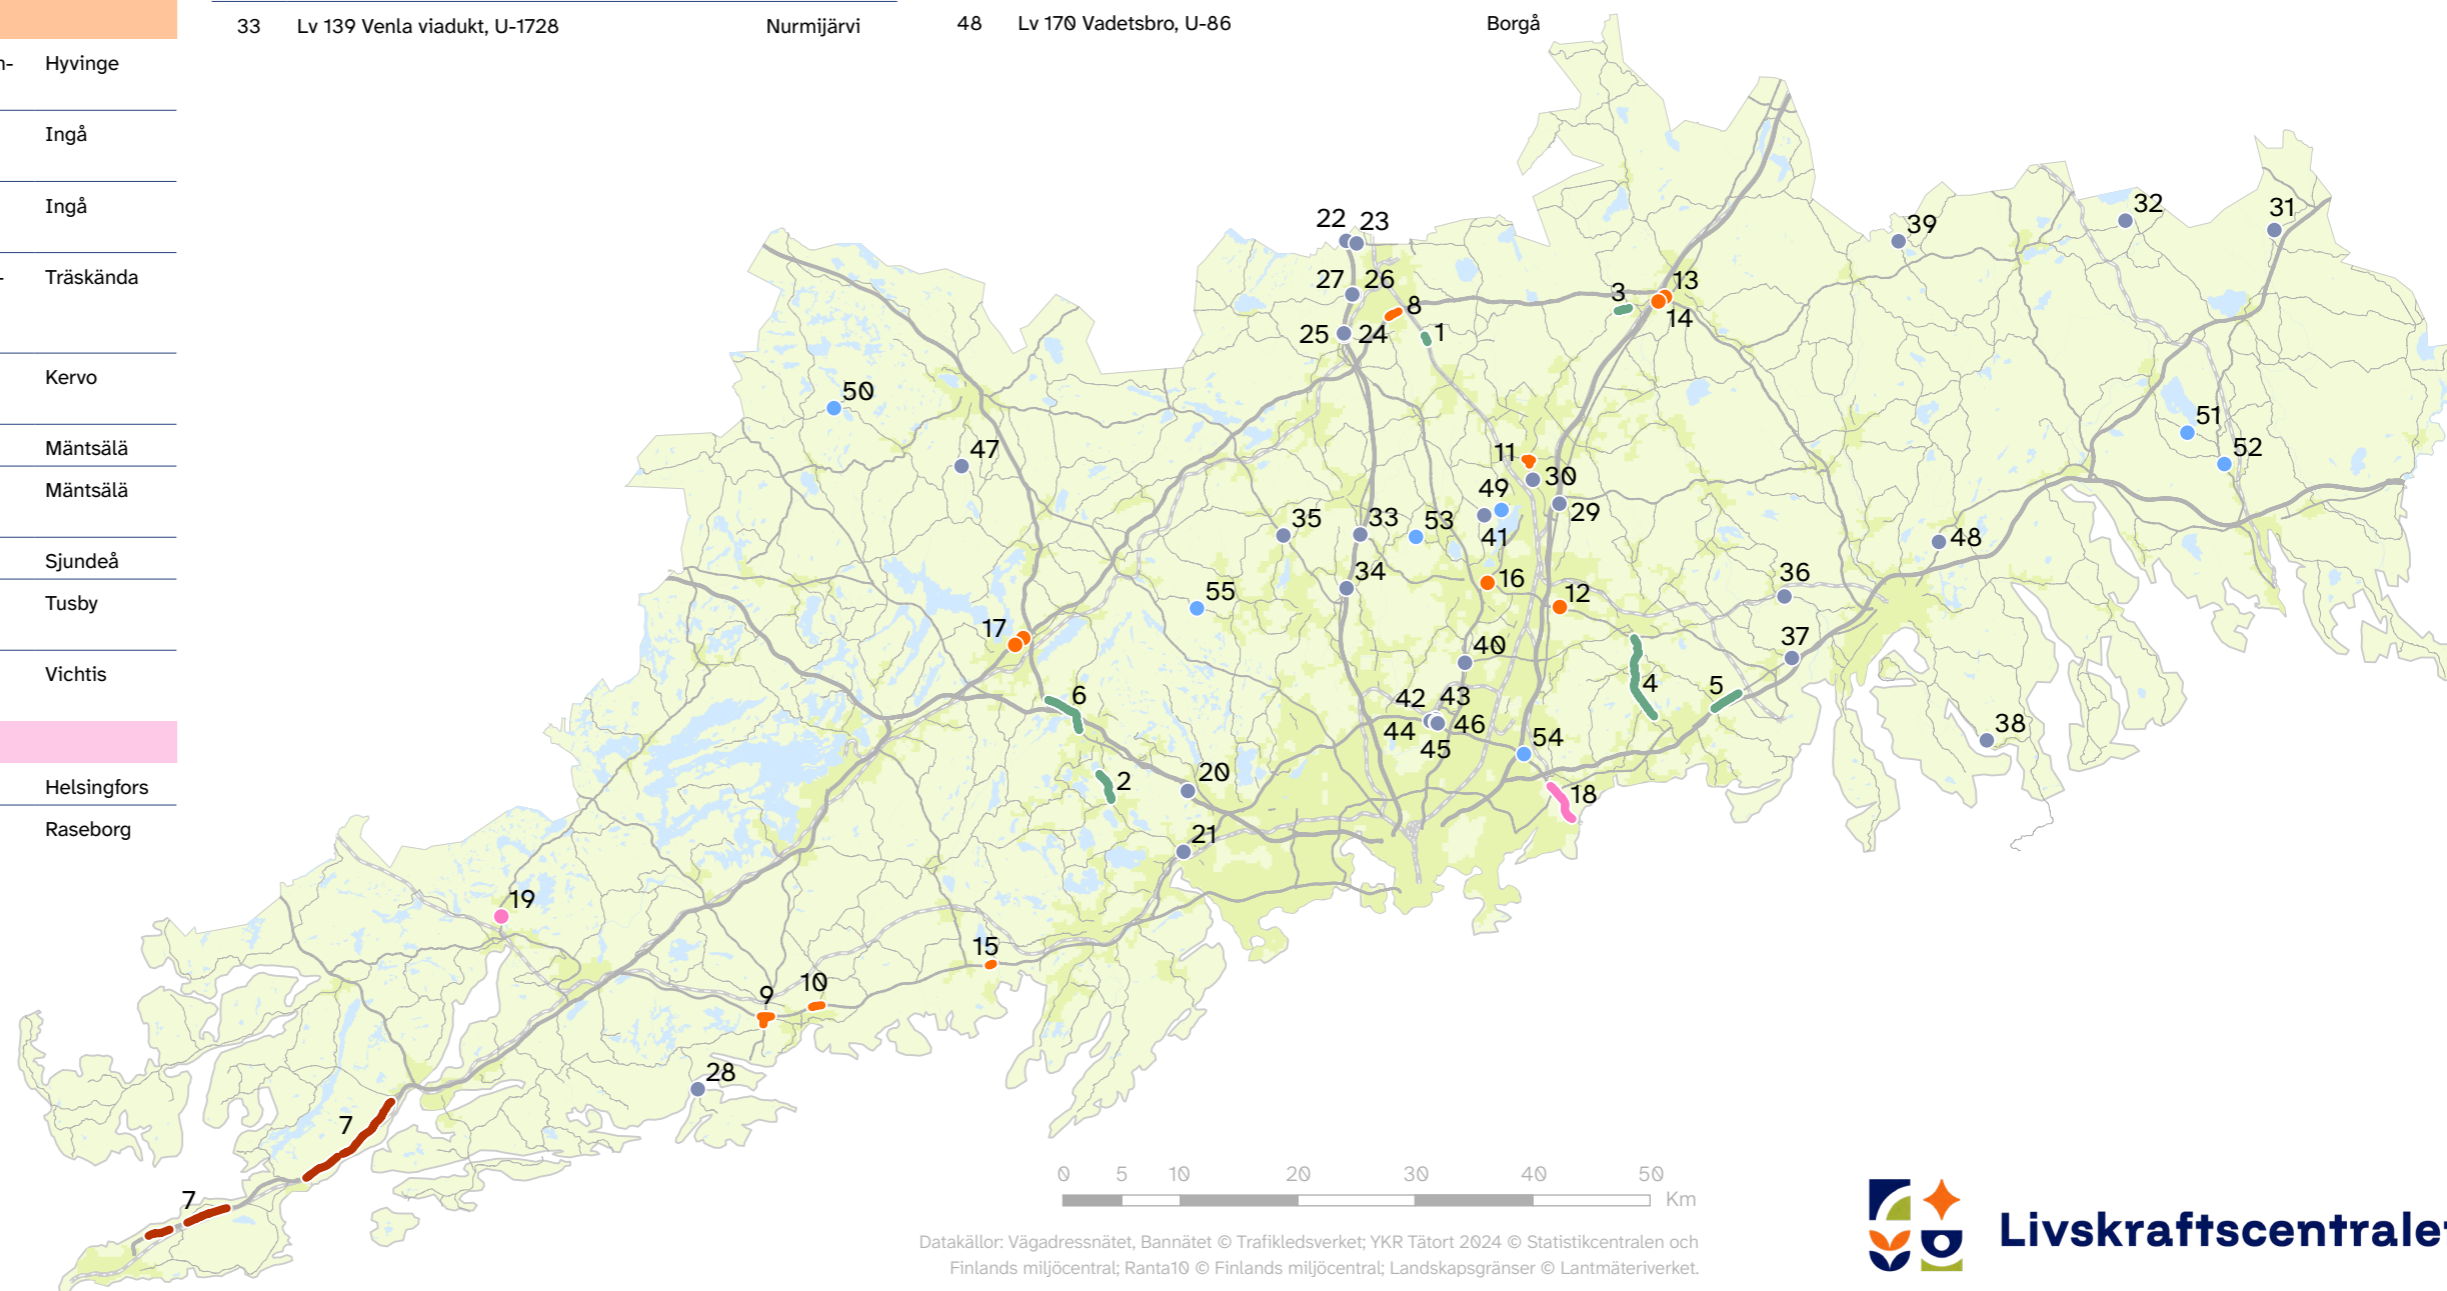 33 Lv 139 Venla viadukt, U-1728 Nurmijärvi
48 Lv 170 Vadetsbro, U-86 Borgå
n- Hyvinge
Ingå
Ingå
- Träskända
Kervo
Mäntsälä
Mäntsälä
Sjundeå
Tusby
Vichtis
Helsingfors
Raseborg
22 23
32
31
39
27 26
13
3
8
14
25 24 1
50
51
47
11
52
30
49
29
35 33 53
41
48
34
16
36
55
12
17
37
40
6
4
5
42 43
44 46
45
54
38
20
2
18
21
19
15
10
9
28
7
7
0 5 10 20 30 40 50
Km
Datakällor: Vägadressnätet, Bannätet © Trafikledsverket; YKR Tätort 2024 © Statistikcentralen och
Finlands miljöcentral; Ranta10 © Finlands miljöcentral; Landskapsgränser © Lantmäteriverket.
Livskraftscentralet